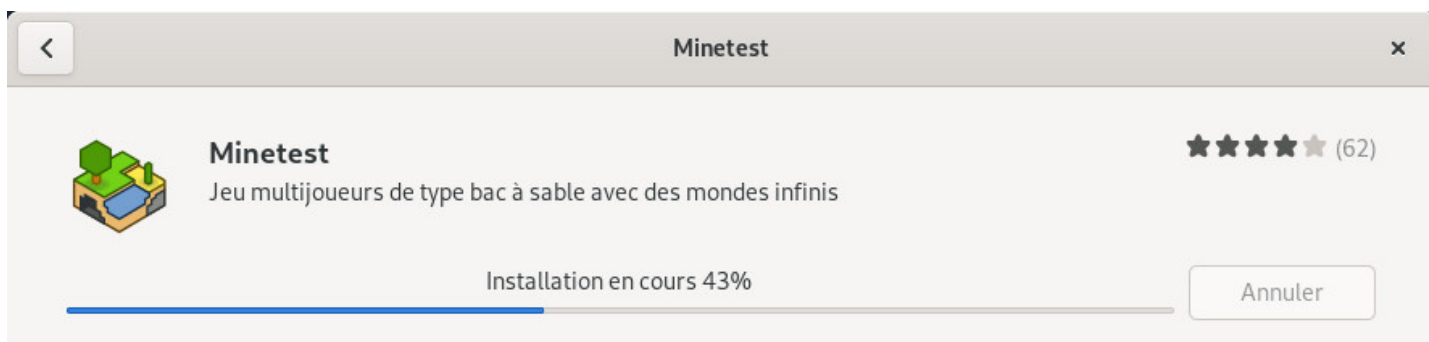 Minetest
Minetest
(62)
Jeu multijoueurs de type bac à sable avec des mondes infinis
Installation en cours 43%
Annuler